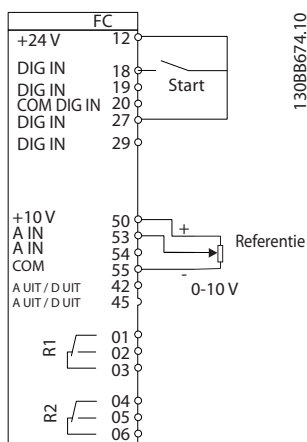 FC
+24 V 12
DIG IN 18
Start
DIG IN 19
COM DIG IN 20
DIG IN 27
DIG IN 29
+10 V 50
+
A IN 53
A IN 54
Referentie
COM 55
-
A UIT / D UIT 42
0-10 V
A UIT / D UIT 45
R1
01
02
03
R2
04
05
06
130BB674.10